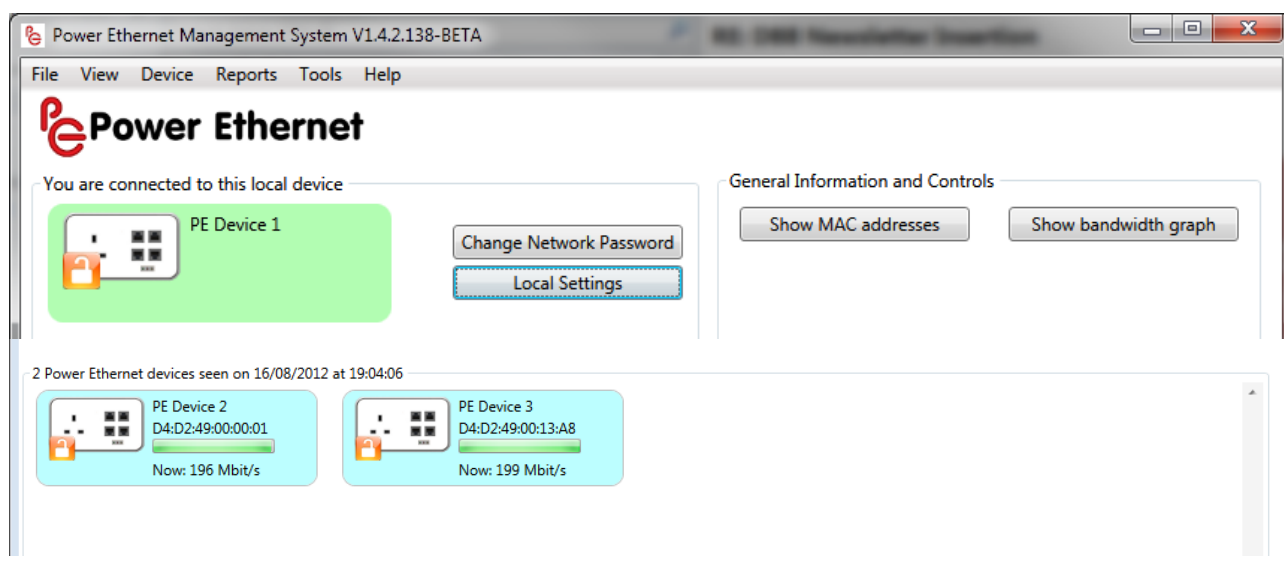 Power Ethernet Management System V1.4.2.138-BETA
File View Device Reports Tools Help
Power Ethernet
You are connected to this local device
PE Device 1
Change Network Password
Local Settings
General Information and Controls
Show MAC addresses
Show bandwidth graph
2 Power Ethernet devices seen on 16/08/2012 at 19:04:06
PE Device 2
D4:D2:49:00:00:01
Now: 196 Mbit/s
PE Device 3
D4:D2:49:00:13:A8
Now: 199 Mbit/s